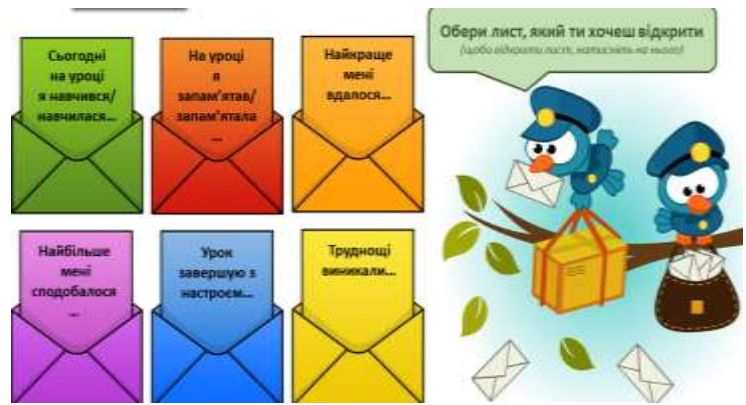 Сьогодні
на уроці
я навчився/
навчилася...
На уроці
я
запам'ятав/
запам'ятала
...
Найкраще
мені
вдалося...
Обери лист, який ти хочеш відкрити
(щоби відкрити лист, натисніть на нього)
Найбільше
мені
сподобалося
...
Урок
завершую з
настроєм...
Труднощі
виникали...